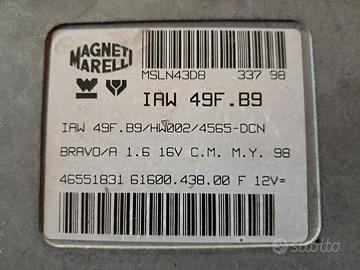 MAGNETI
MARELLI
MSLN43D8 337 98
IAW 49F.B9
IAW 49F.B9/HW002/4565-DCN
BRAVO/A 1.6 16V C.M. M.Y. 98
46551831 61600.438.00 F 12V=
subito